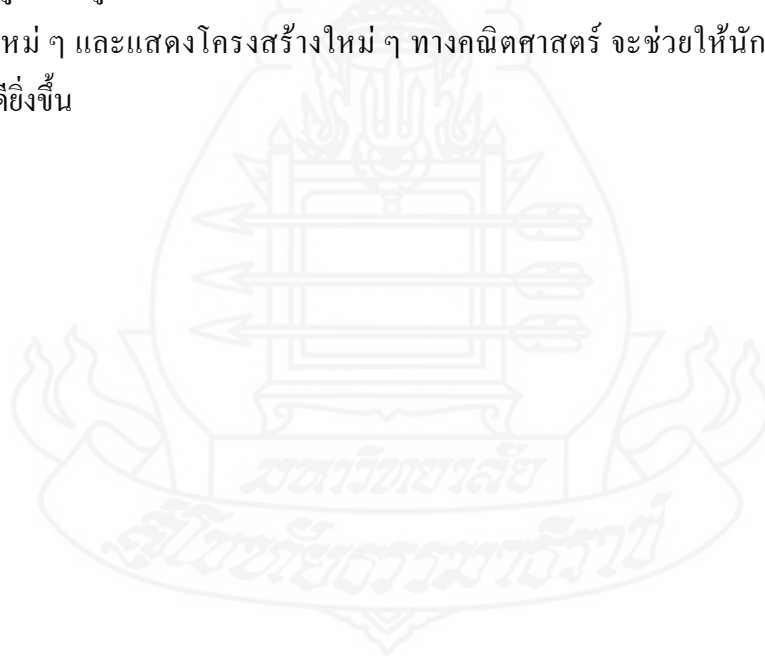 หม่ ๆ และแสดงโครงสร้างใหม่ ๆ ทางคณิตศาสตร์ จะช่วยให้นัก
ยิ่งขึ้น
มหาวิทยาลัย
สุโขทัยธรรมาธิราช